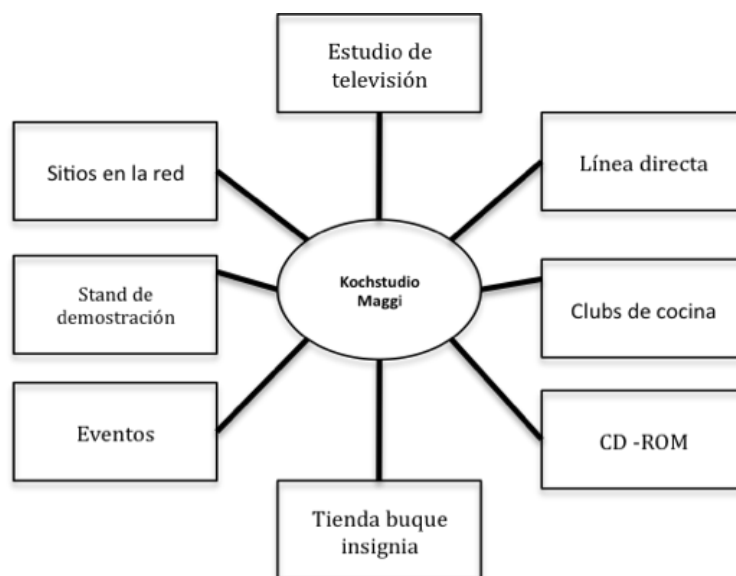 Estudio de
televisión
Sitios en la red
Línea directa
Kochstudio
Maggi
Stand de
demostración
Clubs de cocina
Eventos
CD -ROM
Tienda buque
insignia